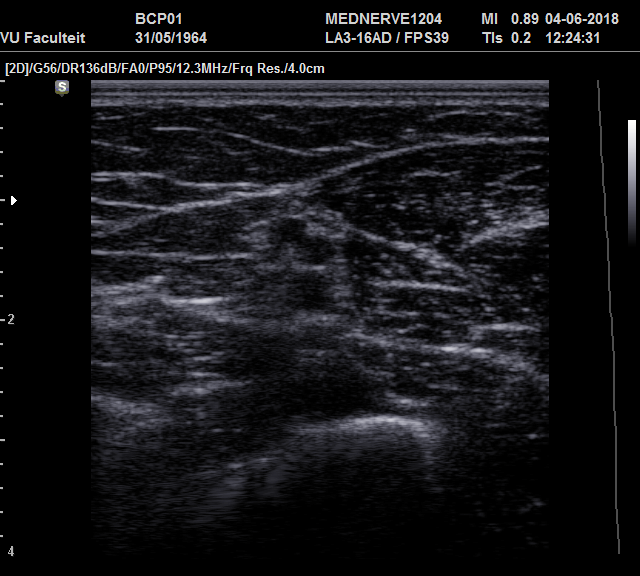 BCP01 MEDNERVE1204 MI 0.89 04-06-2018
VU Faculteit 31/05/1964 LA3-16AD / FPS39 TIs 0.2 12:24:31
[2D]/G56/DR136dB/FA0/P95/12.3MHz/Frq Res./4.0cm
S
2
4